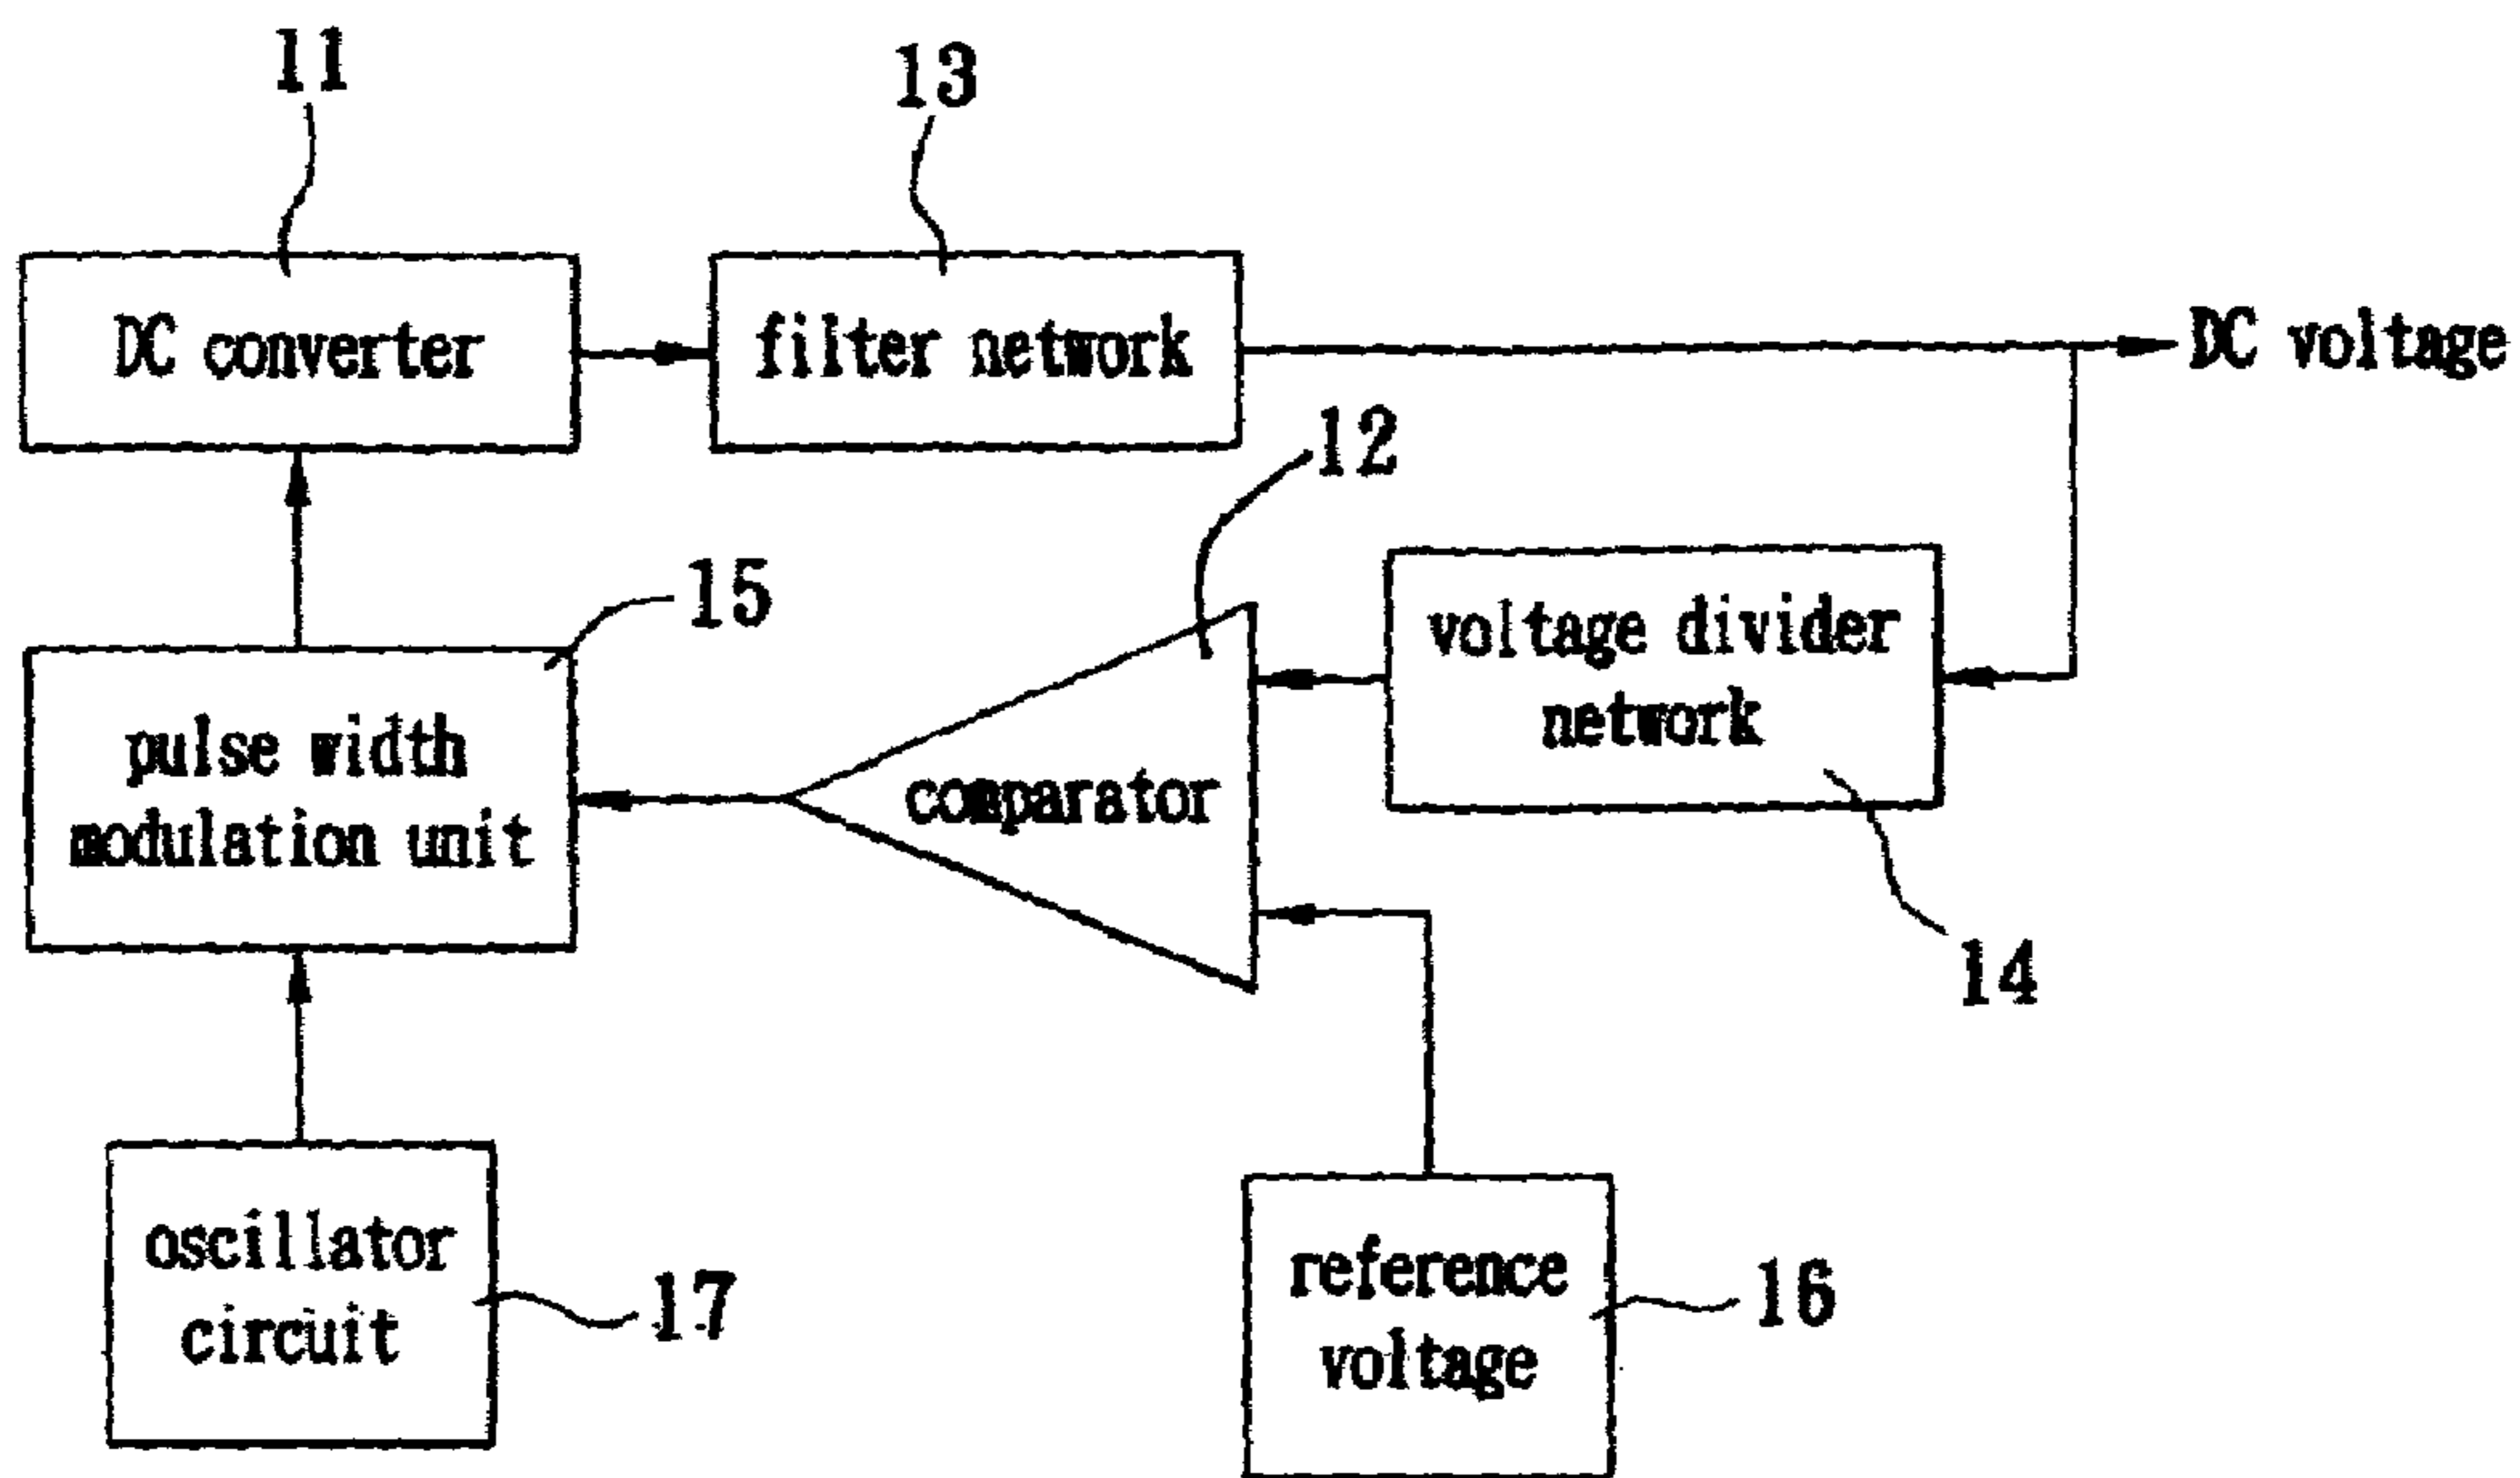 11
13
DC converter
filter network
DC voltage
12
15
voltage divider
network
pulse width
modulation unit
comparator
14
oscillator
circuit
17
reference
voltage
16